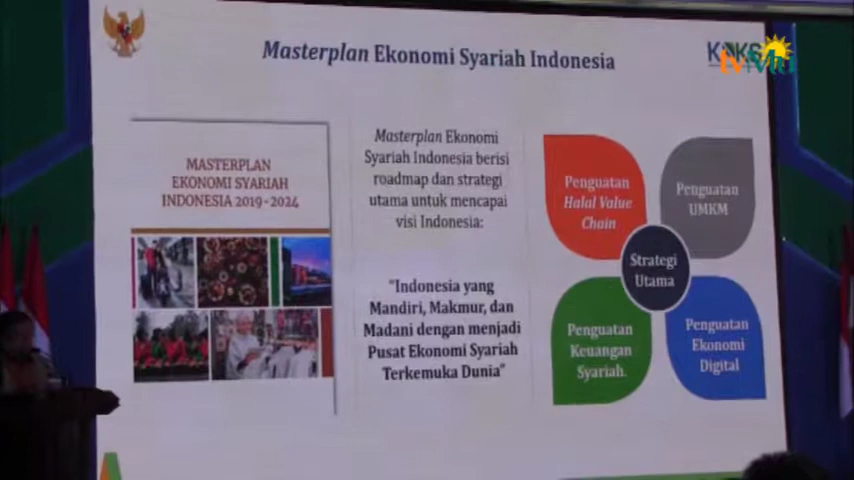 Masterplan Ekonomi Syariah Indonesia
MASTERPLAN
EKONOMI SYARIAH
INDONESIA 2019-2024
Masterplan Ekonomi
Syariah Indonesia berisi
roadmap dan strategi
utama untuk mencapai
visi Indonesia:
"Indonesia yang
Mandiri, Makmur, dan
Madani dengan menjadi
Pusat Ekonomi Syariah
Terkemuka Dunia"
Penguatan
Halal Value
Chain
Penguatan
UMKM
Strategi
Utama
Penguatan
Keuangan
Syariah.
Penguatan
Ekonomi
Digital